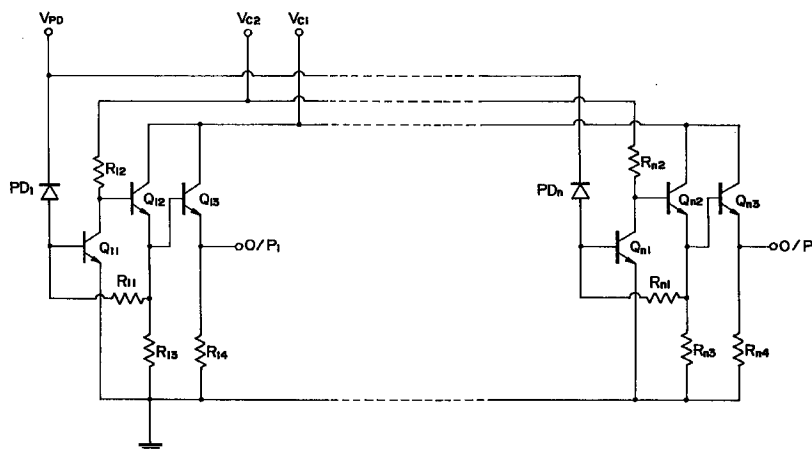 VPD VC2 VC1
R12 Rn2
PD1 Q12 Q13 PDn Qn2 Qn3
Q11 O/P1 Qn1 O/P
R11 Rn1
R13 R14 Rn3 Rn4